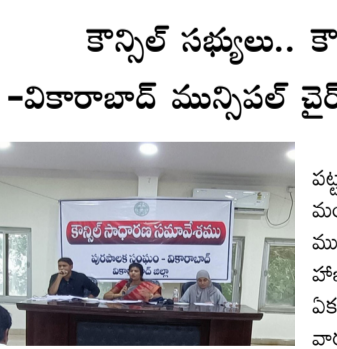 కౌన్సిల్ సభ్యులు.. కౌ
-వికారాబాద్ మున్సిపల్ చైర్
కౌన్సిల్ సాధారణ సమావేశము
పురపాలక సంఘం - వికారాబాద్
వికారాబాద్ జిల్లా
పట్ట
మం
ము
హా
ఏక
వార